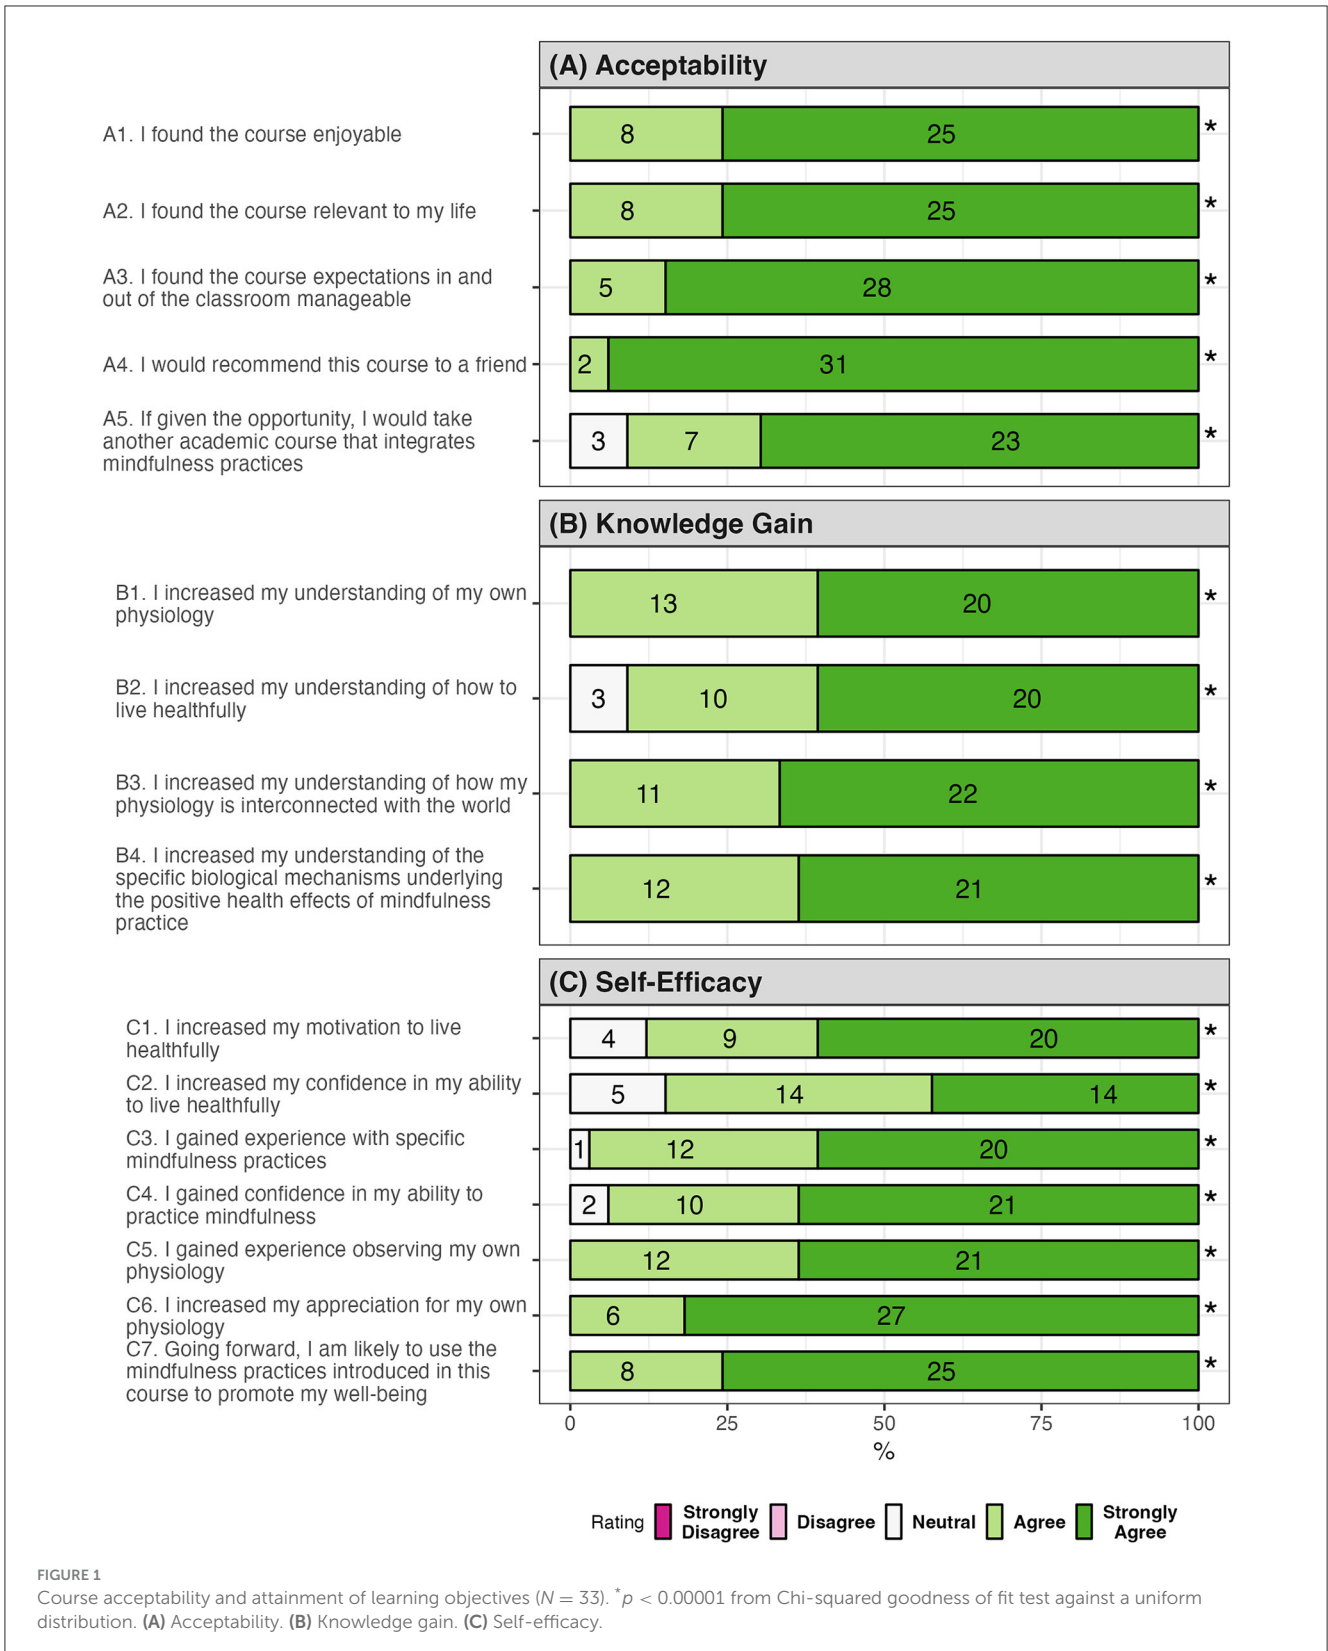 (A) Acceptability
A1. I found the course enjoyable
8 25 *
A2. I found the course relevant to my life
8 25 *
A3. I found the course expectations in and
out of the classroom manageable
5 28 *
A4. I would recommend this course to a friend
2 31 *
A5. If given the opportunity, I would take
another academic course that integrates
mindfulness practices
3 7 23 *
(B) Knowledge Gain
B1. I increased my understanding of my own
physiology
13 20 *
B2. I increased my understanding of how to
live healthfully
3 10 20 *
B3. I increased my understanding of how my
physiology is interconnected with the world
11 22 *
B4. I increased my understanding of the
specific biological mechanisms underlying
the positive health effects of mindfulness
practice
12 21 *
(C) Self-Efficacy
C1. I increased my motivation to live
healthfully
4 9 20 *
C2. I increased my confidence in my ability
to live healthfully
5 14 14 *
C3. I gained experience with specific
mindfulness practices
1 12 20 *
C4. I gained confidence in my ability to
practice mindfulness
2 10 21 *
C5. I gained experience observing my own
physiology
12 21 *
C6. I increased my appreciation for my own
physiology
6 27 *
C7. Going forward, I am likely to use the
mindfulness practices introduced in this
course to promote my well-being
8 25 *
0 25 50 75 100
%
Rating Strongly Disagree Disagree Neutral Agree Strongly Agree
FIGURE 1
Course acceptability and attainment of learning objectives (N = 33). *p < 0.00001 from Chi-squared goodness of fit test against a uniform
distribution. (A) Acceptability. (B) Knowledge gain. (C) Self-efficacy.